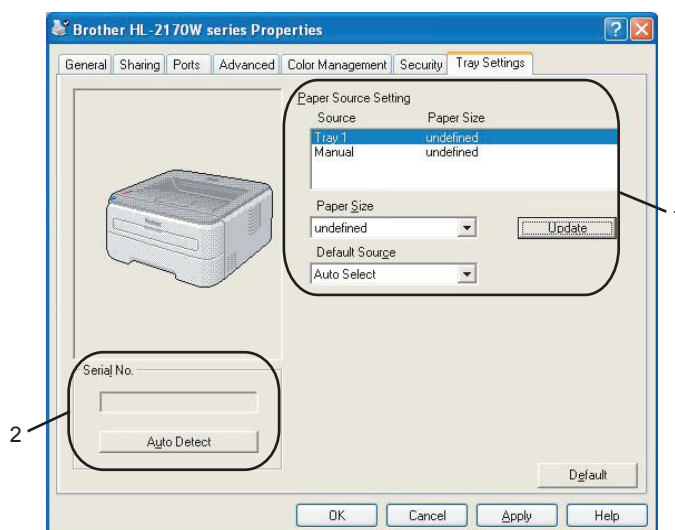 Brother HL-2170W series Properties
General Sharing Ports Advanced Color Management Security Tray Settings
Paper Source Setting
Source Paper Size
Tray 1 undefined
Manual undefined
Paper Size
undefined Update
Default Source
Auto Select
Serial No.
2
Auto Detect
Default
OK Cancel Apply Help